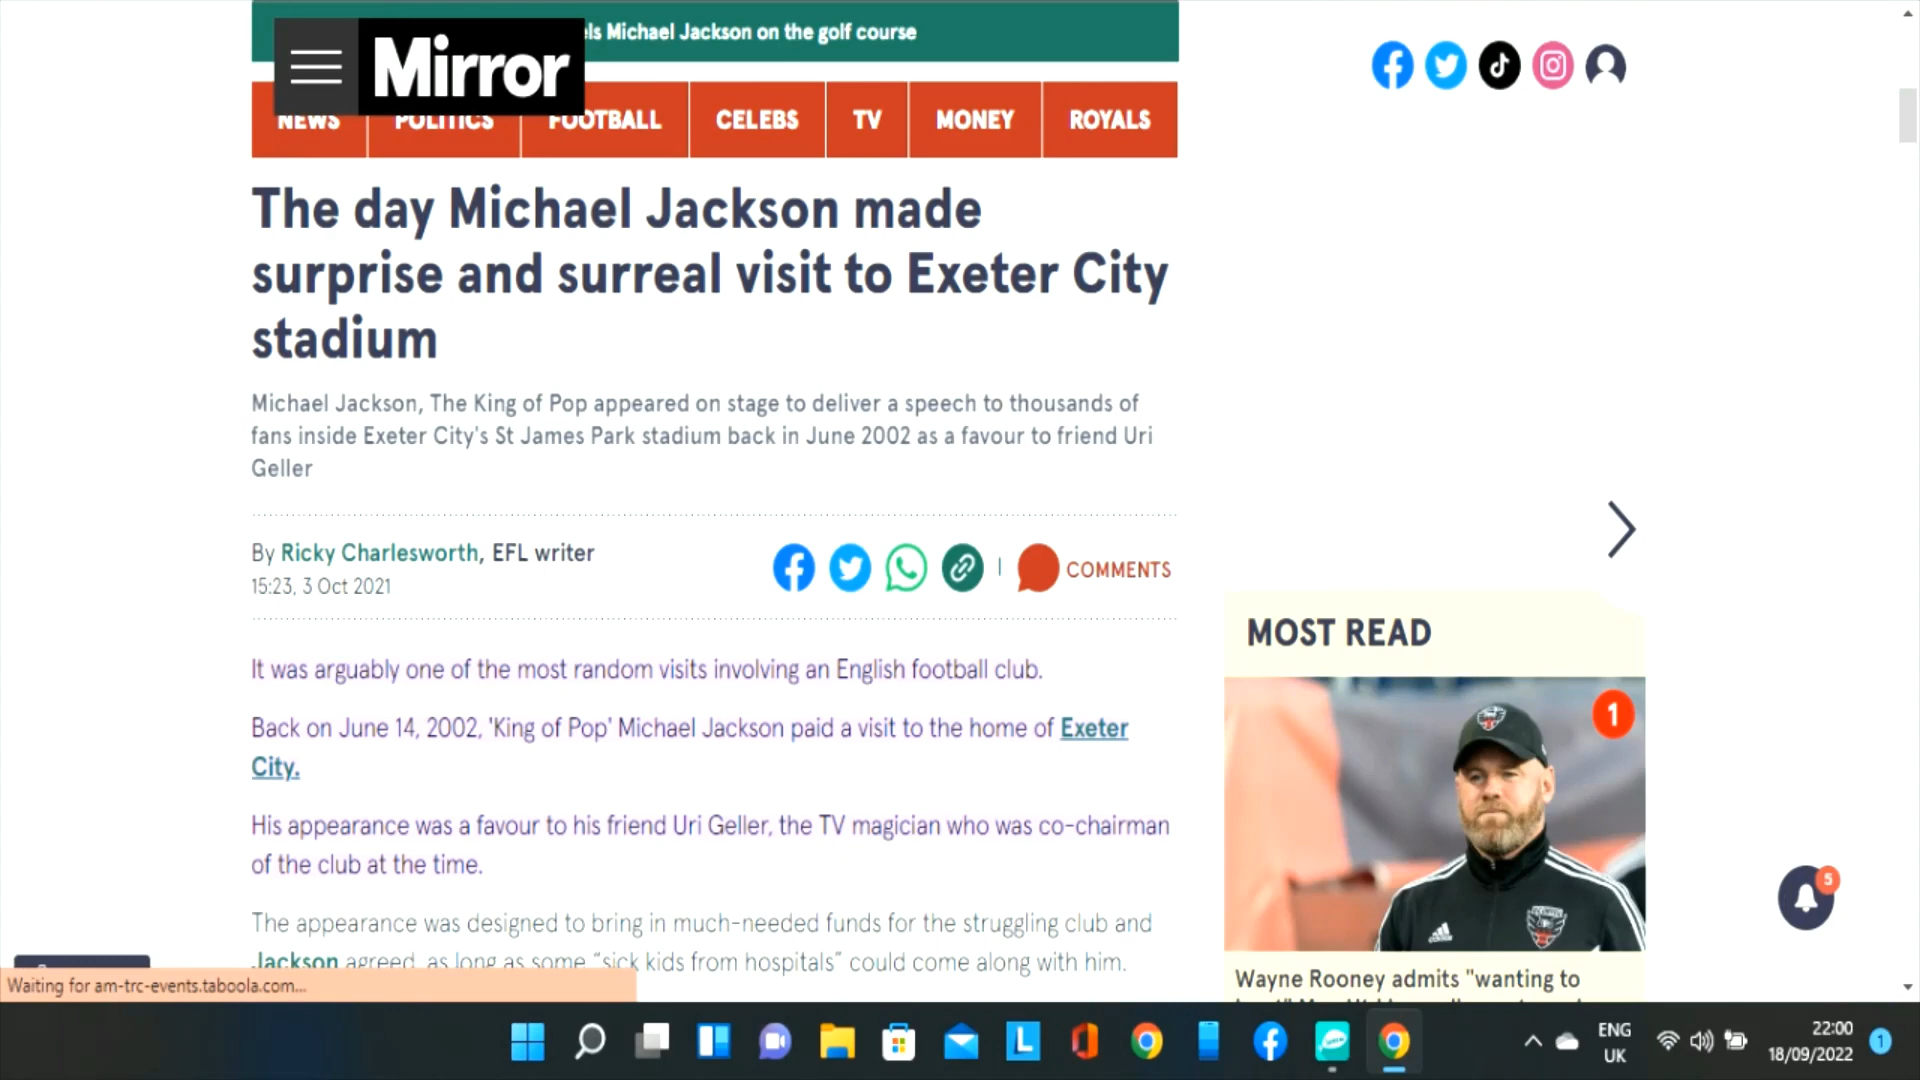 els Michael Jackson on the golf course
Mirror
NEWS POLITICS FOOTBALL CELEBS TV MONEY ROYALS
The day Michael Jackson made
surprise and surreal visit to Exeter City
stadium
Michael Jackson, The King of Pop appeared on stage to deliver a speech to thousands of
fans inside Exeter City's St James Park stadium back in June 2002 as a favour to friend Uri
Geller
By Ricky Charlesworth, EFL writer
15:23, 3 Oct 2021
COMMENTS
It was arguably one of the most random visits involving an English football club.
Back on June 14, 2002, 'King of Pop' Michael Jackson paid a visit to the home of Exeter
City.
His appearance was a favour to his friend Uri Geller, the TV magician who was co-chairman
of the club at the time.
The appearance was designed to bring in much-needed funds for the struggling club and
Jackson agreed, as long as some “sick kids from hospitals” could come along with him.
MOST READ
1
Wayne Rooney admits "wanting to
5
Waiting for am-trc-events.taboola.com...
L
ENG
UK
22:00
18/09/2022
1